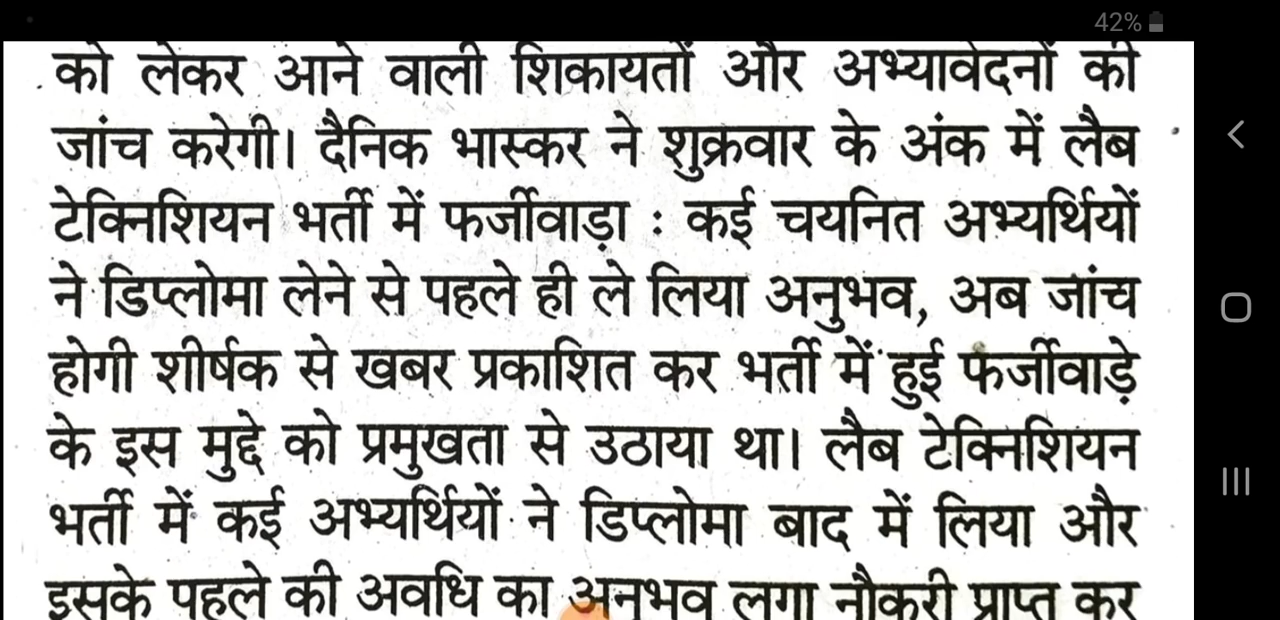 42%
को लेकर आने वाली शिकायतों और अभ्यावेदनों की
जांच करेगी। दैनिक भास्कर ने शुक्रवार के अंक में लैब
टेक्निशियन भर्ती में फर्जीवाड़ा : कई चयनित अभ्यर्थियों
ने डिप्लोमा लेने से पहले ही ले लिया अनुभव, अब जांच
होगी शीर्षक से खबर प्रकाशित कर भर्ती में हुई फर्जीवाड़े
के इस मुद्दे को प्रमुखता से उठाया था। लैब टेक्निशियन
भर्ती में कई अभ्यर्थियों ने डिप्लोमा बाद में लिया और
इसके पहले की अवधि का अनुभव लगा नौकरी प्राप्त कर